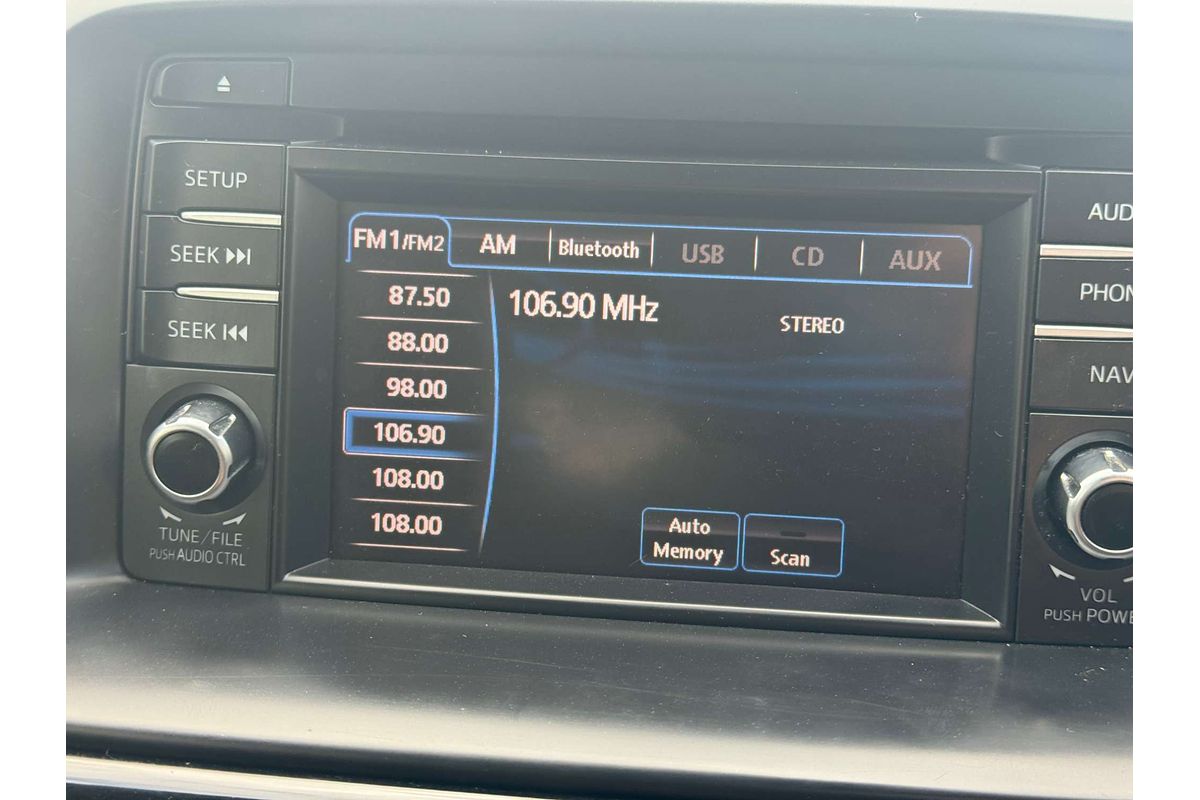 SETUP
SEEK
SEEK
TUNE/FILE
PUSH AUDIO CTRL
FM1/FM2 AM Bluetooth USB CD AUX
87.50
88.00
98.00
106.90
108.00
108.00
106.90 MHz
STEREO
Auto
Memory
Scan
AUD
PHON
NAV
VOL
PUSH POWE